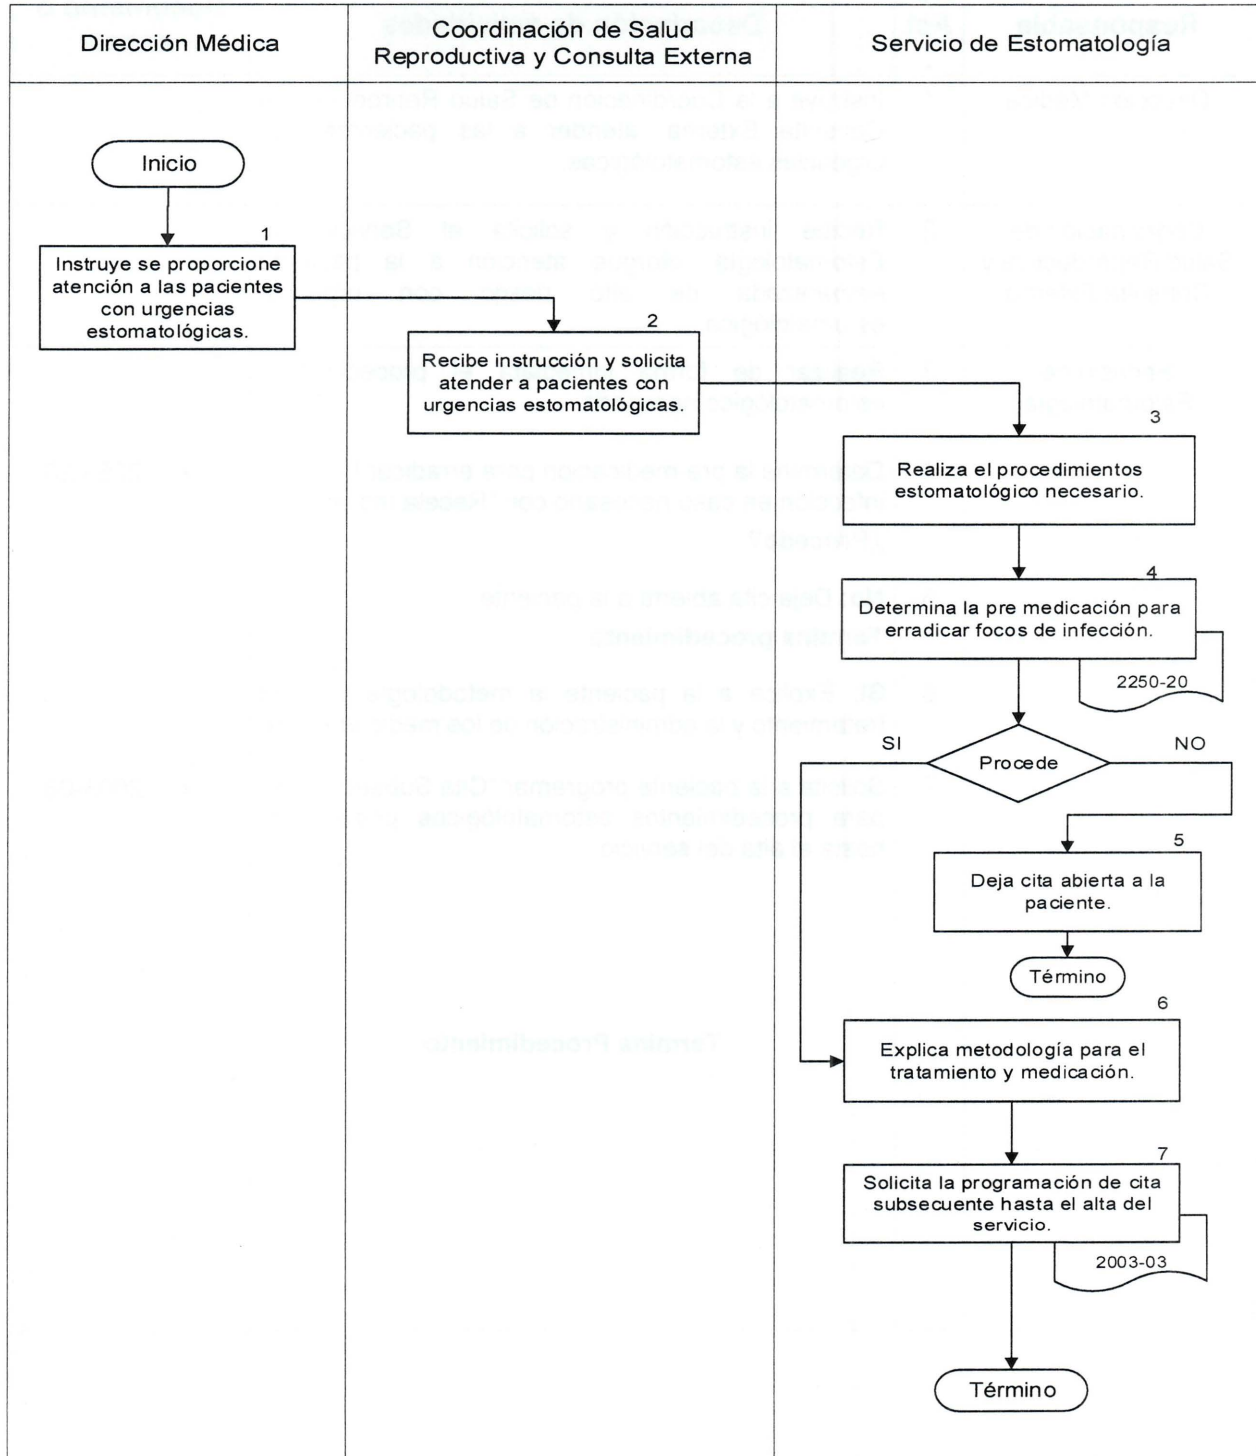 Dirección Médica
Coordinación de Salud
Reproductiva y Consulta Externa
Servicio de Estomatología
Inicio
1
Instruye se proporcione
atención a las pacientes
con urgencias
estomatológicas.
2
Recibe instrucción y solicita
atender a pacientes con
urgencias estomatológicas.
3
Realiza el procedimientos
estomatológico necesario.
4
Determina la pre medicación para
erradicar focos de infección.
2250-20
SI
Procede
NO
5
Deja cita abierta a la
paciente.
Término
6
Explica metodología para el
tratamiento y medicación.
7
Solicita la programación de cita
subsecuente hasta el alta del
servicio.
2003-03
Término